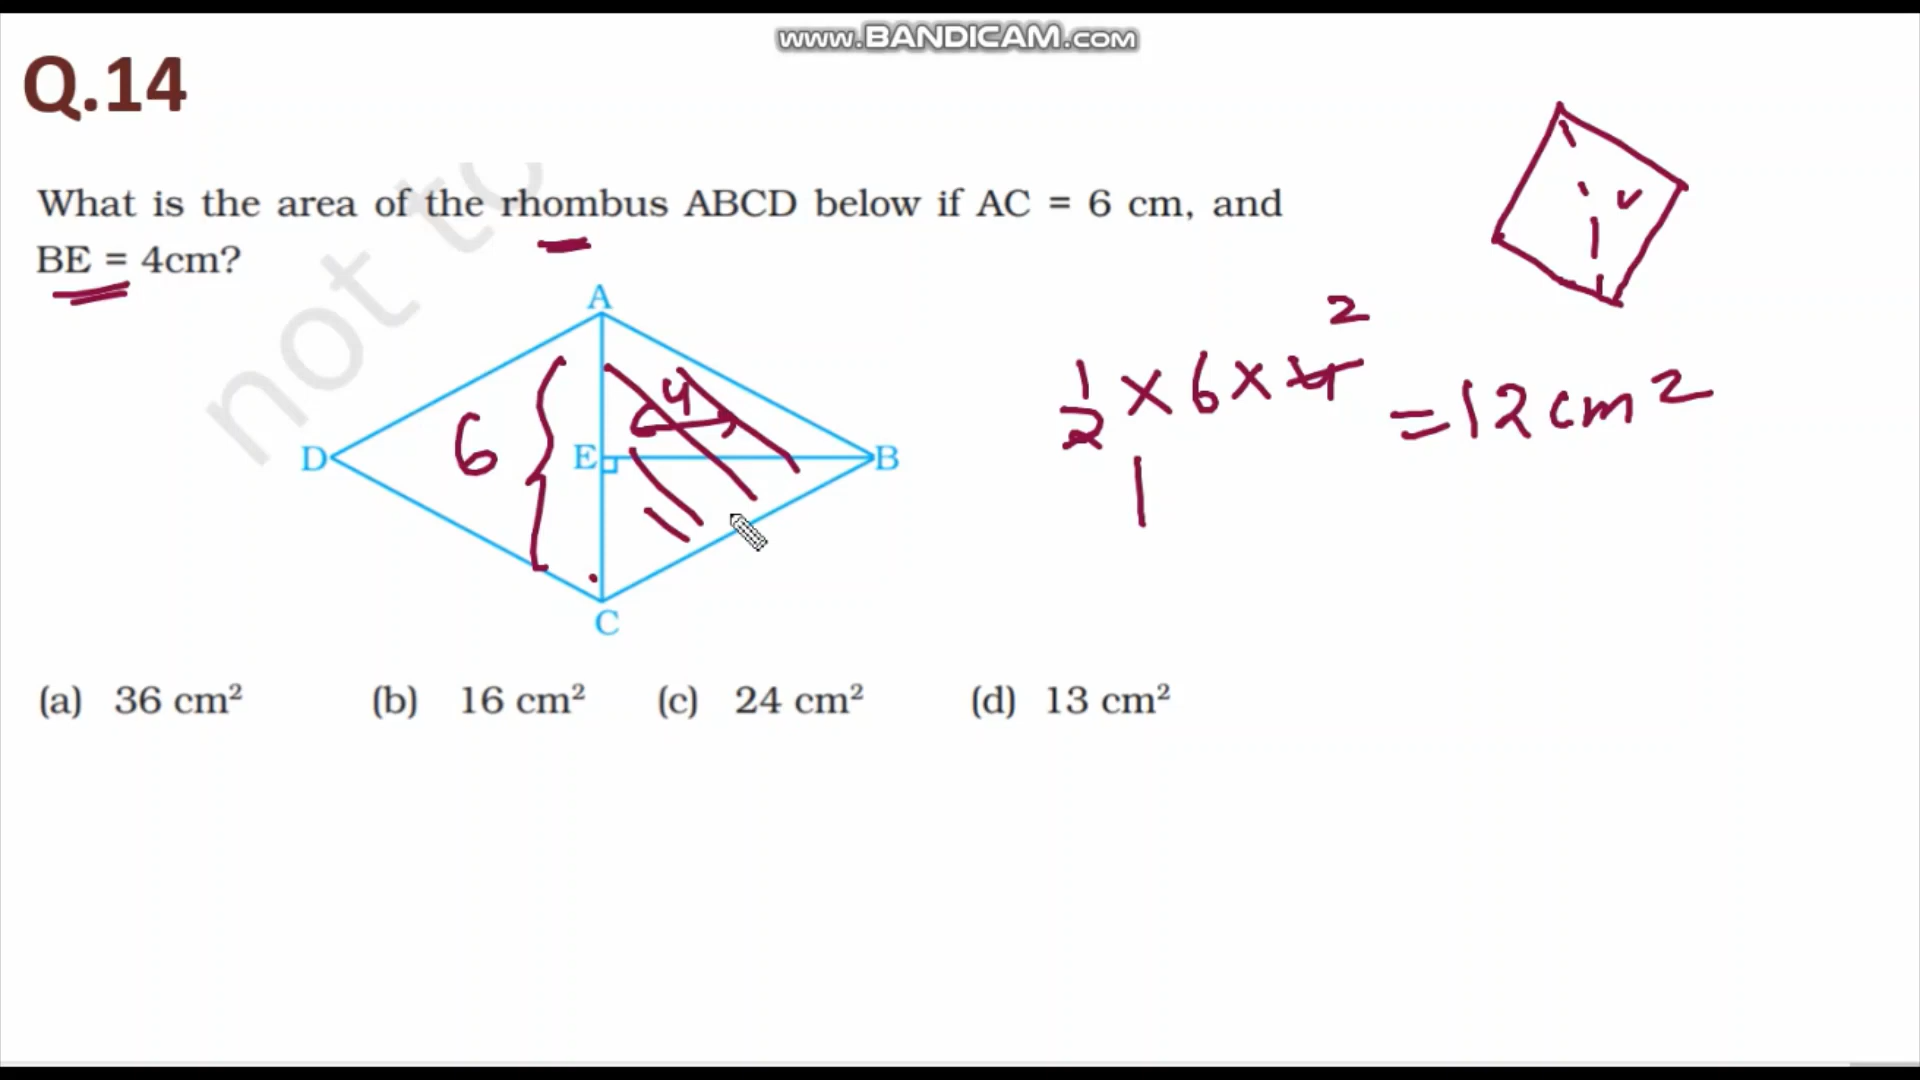 www.BANDICAM.com
Q.14
not to
What is the area of the rhombus ABCD below if AC = 6 cm, and
BE = 4cm?
A
D
E
B
C
6
4
1/2 × 6 × 4 = 12 cm²
2
1
(a) 36 cm² (b) 16 cm² (c) 24 cm² (d) 13 cm²